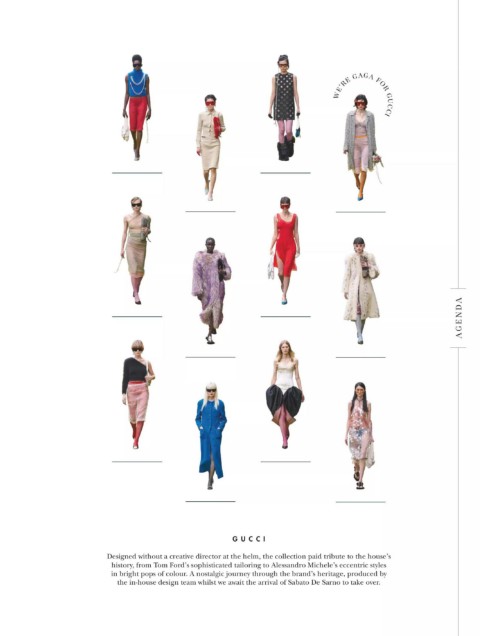 WE'RE GAGA FOR GUCCI
AGENDA
GUCCI
Designed without a creative director at the helm, the collection paid tribute to the house's
history, from Tom Ford's sophisticated tailoring to Alessandro Michele's eccentric styles
in bright pops of colour. A nostalgic journey through the brand's heritage, produced by
the in-house design team whilst we await the arrival of Sabato De Sarno to take over.